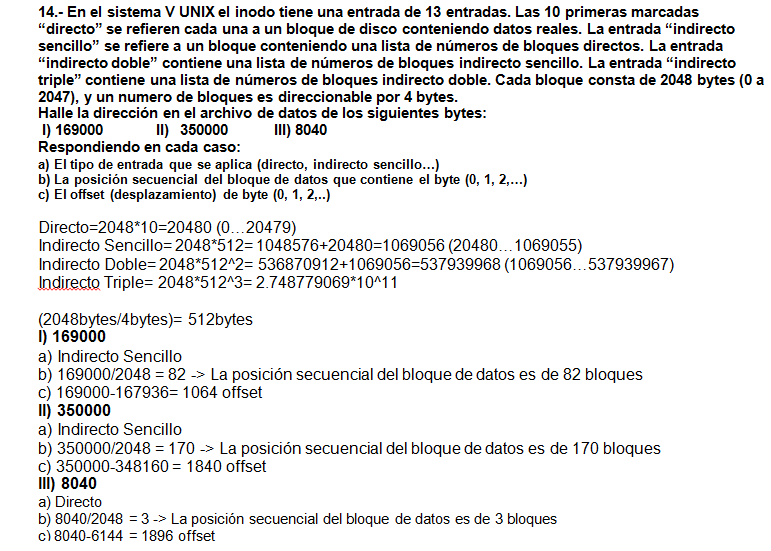 14.- En el sistema V UNIX el inodo tiene una entrada de 13 entradas. Las 10 primeras marcadas
“directo” se refieren cada una a un bloque de disco conteniendo datos reales. La entrada “indirecto
sencillo” se refiere a un bloque conteniendo una lista de números de bloques directos. La entrada
“indirecto doble” contiene una lista de números de bloques indirecto sencillo. La entrada “indirecto
triple” contiene una lista de números de bloques indirecto doble. Cada bloque consta de 2048 bytes (0 a
2047), y un numero de bloques es direccionable por 4 bytes.
Halle la dirección en el archivo de datos de los siguientes bytes:
I) 169000 II) 350000 III) 8040
Respondiendo en cada caso:
a) El tipo de entrada que se aplica (directo, indirecto sencillo…)
b) La posición secuencial del bloque de datos que contiene el byte (0, 1, 2,…)
c) El offset (desplazamiento) de byte (0, 1, 2,..)
Directo=2048*10=20480 (0…20479)
Indirecto Sencillo= 2048*512= 1048576+20480=1069056 (20480…1069055)
Indirecto Doble= 2048*512^2= 536870912+1069056=537939968 (1069056…537939967)
Indirecto Triple= 2048*512^3= 2.748779069*10^11
(2048bytes/4bytes)= 512bytes
I) 169000
a) Indirecto Sencillo
b) 169000/2048 = 82 -> La posición secuencial del bloque de datos es de 82 bloques
c) 169000-167936= 1064 offset
II) 350000
a) Indirecto Sencillo
b) 350000/2048 = 170 -> La posición secuencial del bloque de datos es de 170 bloques
c) 350000-348160 = 1840 offset
III) 8040
a) Directo
b) 8040/2048 = 3 -> La posición secuencial del bloque de datos es de 3 bloques
c) 8040-6144 = 1896 offset